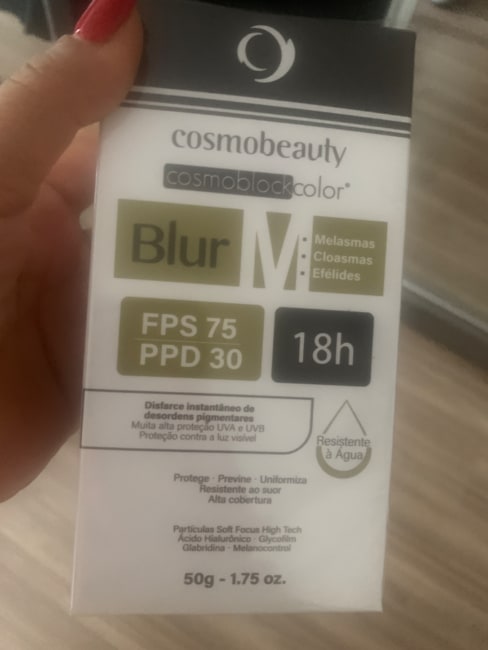 cosmobeauty
cosmoblockcolor®
Blur M
• Melasmas
• Cloasmas
• Efélides
FPS 75
PPD 30
18h
Disfarce instantâneo de
desordens pigmentares
Muita alta proteção UVA e UVB
Proteção contra a luz visível
Resistente
à Água
Protege · Previne · Uniformiza
Resistente ao suor
Alta cobertura
Partículas Soft Focus High Tech
Ácido Hialurônico · Glycofilm
Glabridina · Melanocontrol
50g - 1.75 oz.